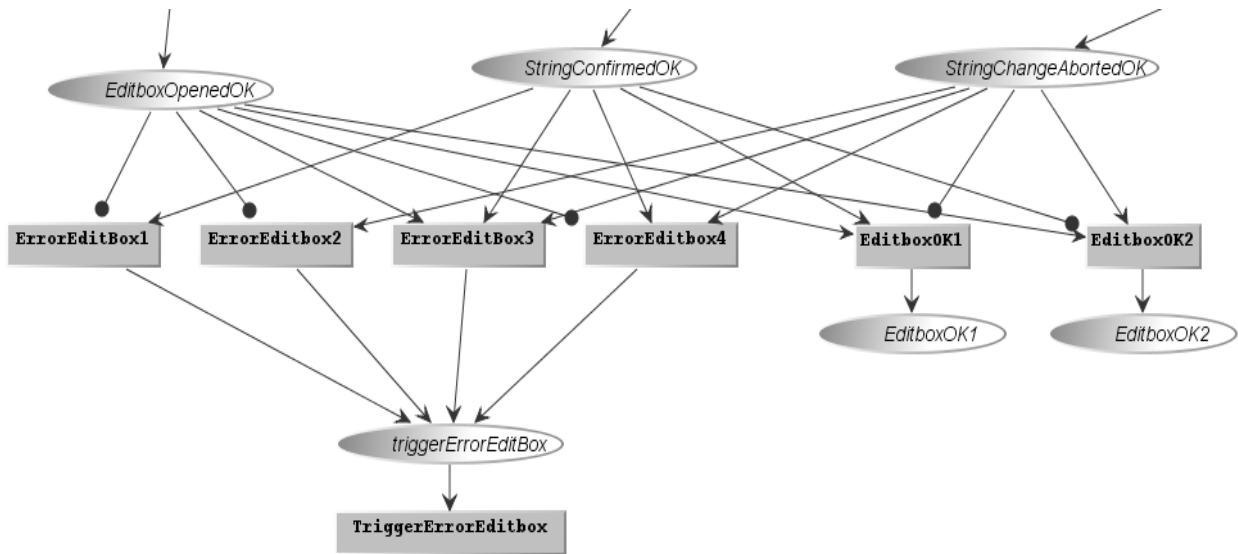 StringConfirmedOK
StringChangeAbortedOK
EditboxOpenedOK
ErrorEditBox1
ErrorEditbox2
ErrorEditBox3
ErrorEditbox4
EditboxOK1
EditboxOK2
EditboxOK1
EditboxOK2
triggerErrorEditBox
TriggerErrorEditbox